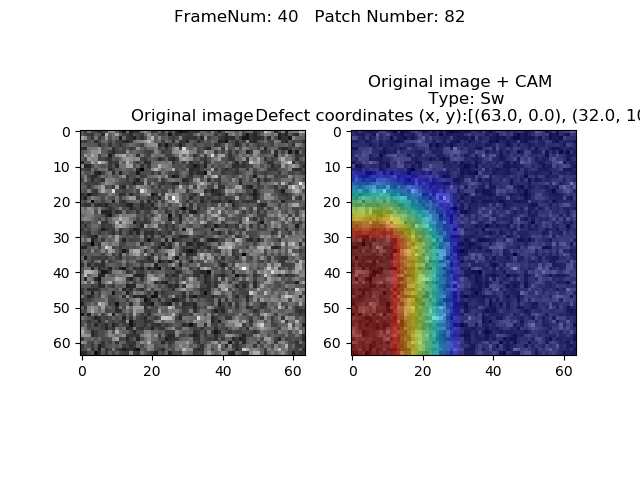 FrameNum: 40   Patch Number: 82
Original image + CAM
Type: Sw
Original image
Defect coordinates (x, y):[(63.0, 0.0), (32.0, 10
0
10
20
30
40
50
60
0 20 40 60
0
10
20
30
40
50
60
0 20 40 60